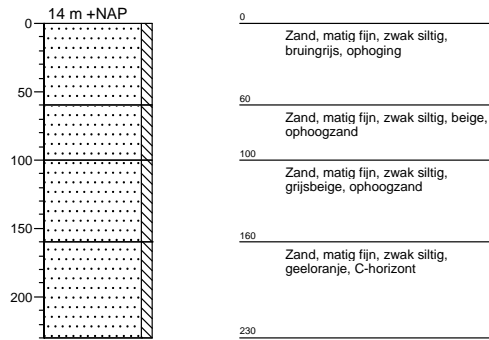 14 m +NAP
0
50
100
150
200
0
Zand, matig fijn, zwak siltig,
bruingrijs, ophoging
60
Zand, matig fijn, zwak siltig, beige,
ophoogzand
100
Zand, matig fijn, zwak siltig,
grijsbeige, ophoogzand
160
Zand, matig fijn, zwak siltig,
geeloranje, C-horizont
230